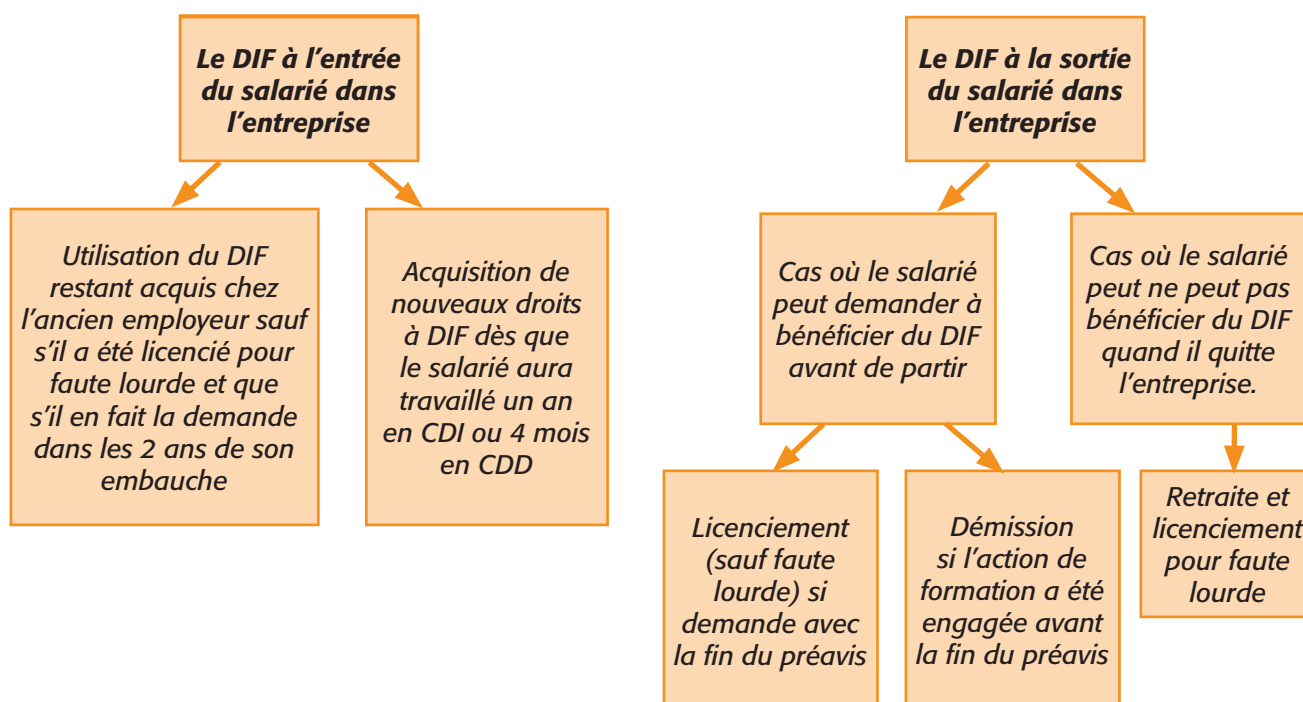 Le DIF à l’entrée
du salarié dans
l’entreprise
Utilisation du DIF
restant acquis chez
l’ancien employeur sauf
s’il a été licencié pour
faute lourde et que
s’il en fait la demande
dans les 2 ans de son
embauche
Acquisition de
nouveaux droits
à DIF dès que
le salarié aura
travaillé un an
en CDI ou 4 mois
en CDD
Le DIF à la sortie
du salarié dans
l’entreprise
Cas où le salarié
peut demander à
bénéficier du DIF
avant de partir
Cas où le salarié
peut ne peut pas
bénéficier du DIF
quand il quitte
l’entreprise.
Licenciement
(sauf faute
lourde) si
demande avec
la fin du préavis
Démission
si l’action de
formation a été
engagée avant
la fin du préavis
Retraite et
licenciement
pour faute
lourde